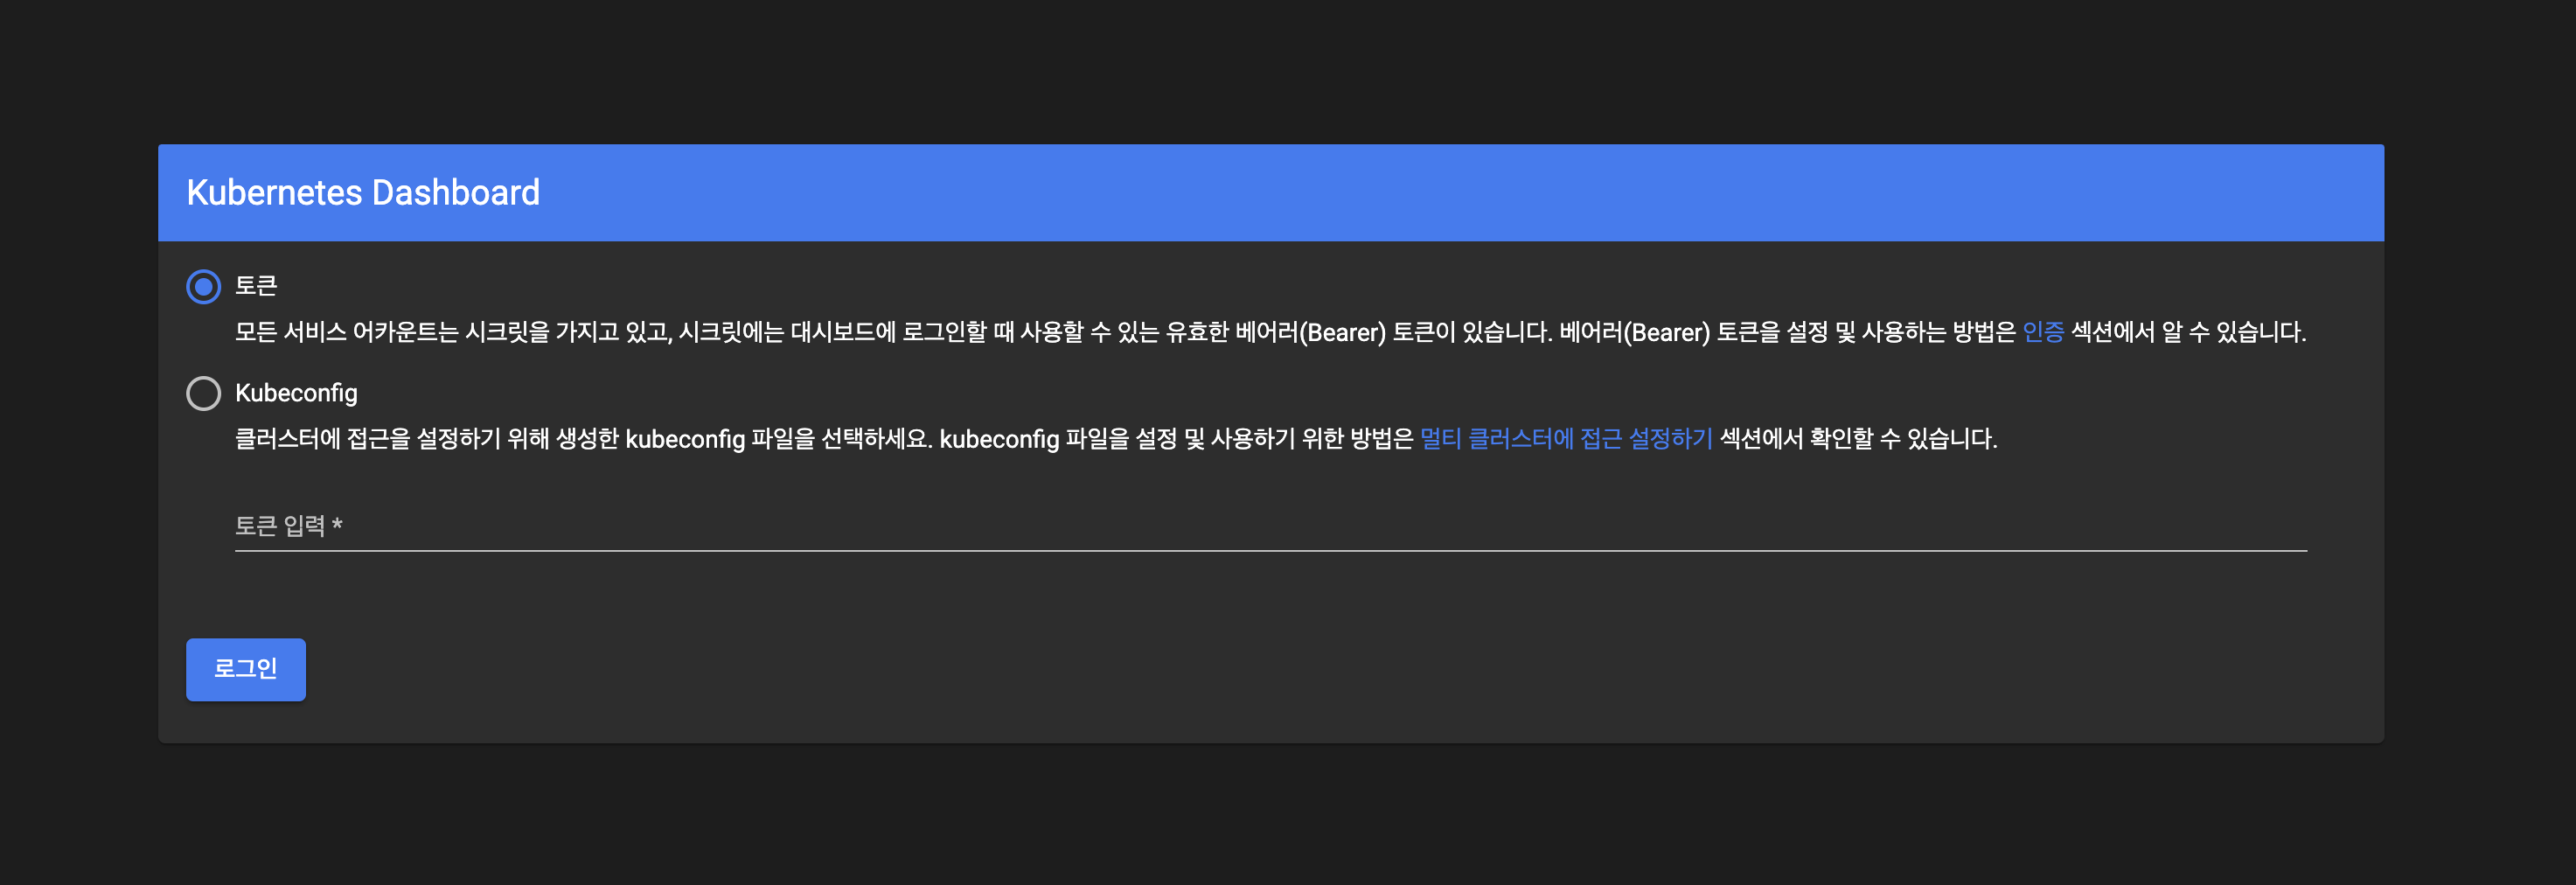 Kubernetes Dashboard
토큰
모든 서비스 어카운트는 시크릿을 가지고 있고, 시크릿에는 대시보드에 로그인할 때 사용할 수 있는 유효한 베어러(Bearer) 토큰이 있습니다. 베어러(Bearer) 토큰을 설정 및 사용하는 방법은 인증 섹션에서 알 수 있습니다.
Kubeconfig
클러스터에 접근을 설정하기 위해 생성한 kubeconfig 파일을 선택하세요. kubeconfig 파일을 설정 및 사용하기 위한 방법은 멀티 클러스터에 접근 설정하기 섹션에서 확인할 수 있습니다.
토큰 입력 *
로그인